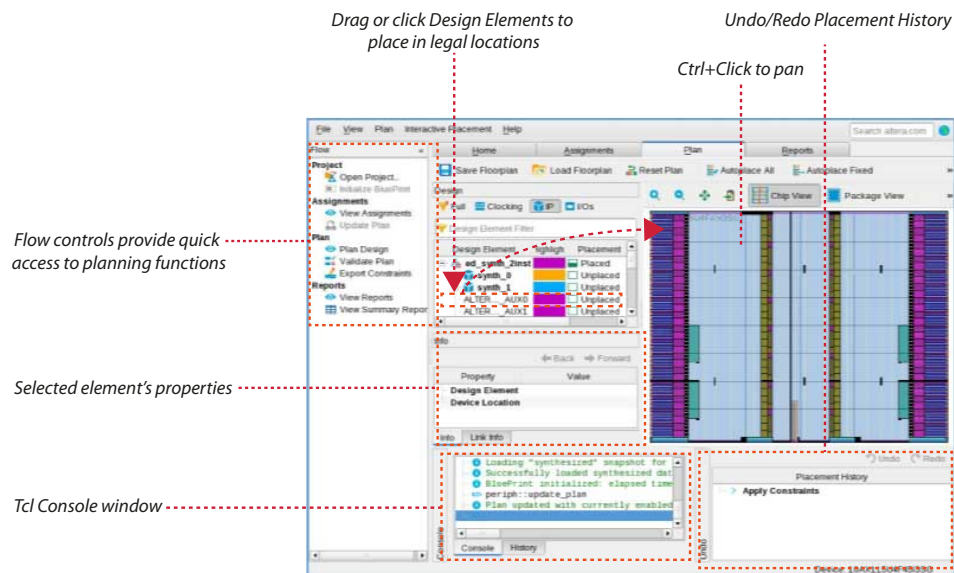 Drag or click Design Elements to
place in legal locations
Undo/Redo Placement History
Ctrl+Click to pan
File View Plan Interactive Placement Help
Search altera.com
Flow
Home Assignments Plan Reports
Project
Open Project...
Initialize BluePrint
Assignments
View Assignments
Update Plan
Plan
Plan Design
Validate Plan
Export Constraints
Reports
View Reports
View Summary Repor
Save Floorplan Load Floorplan Reset Plan Autoplace All Autoplace Fixed
Design
Full Clocking IP I/Os
Chip View Package View
Design Element Filter
Design Element Highligh Placement
ed_synth_2inst Placed
synth_0 Unplaced
synth_1 Unplaced
ALTER..._AUX0 Unplaced
ALTER..._AUX1 Unplaced
Flow controls provide quick
access to planning functions
Info
Back Forward
Property Value
Design Element
Device Location
Info Link Info
Selected element's properties
Loading "synthesized" snapshot for
Successfully loaded synthesized dat
BluePrint initialized: elapsed time
periph::update_plan
Plan updated with currently enabled
Console
Console History
Tcl Console window
Undo Redo
Placement History
Apply Constraints
Undo